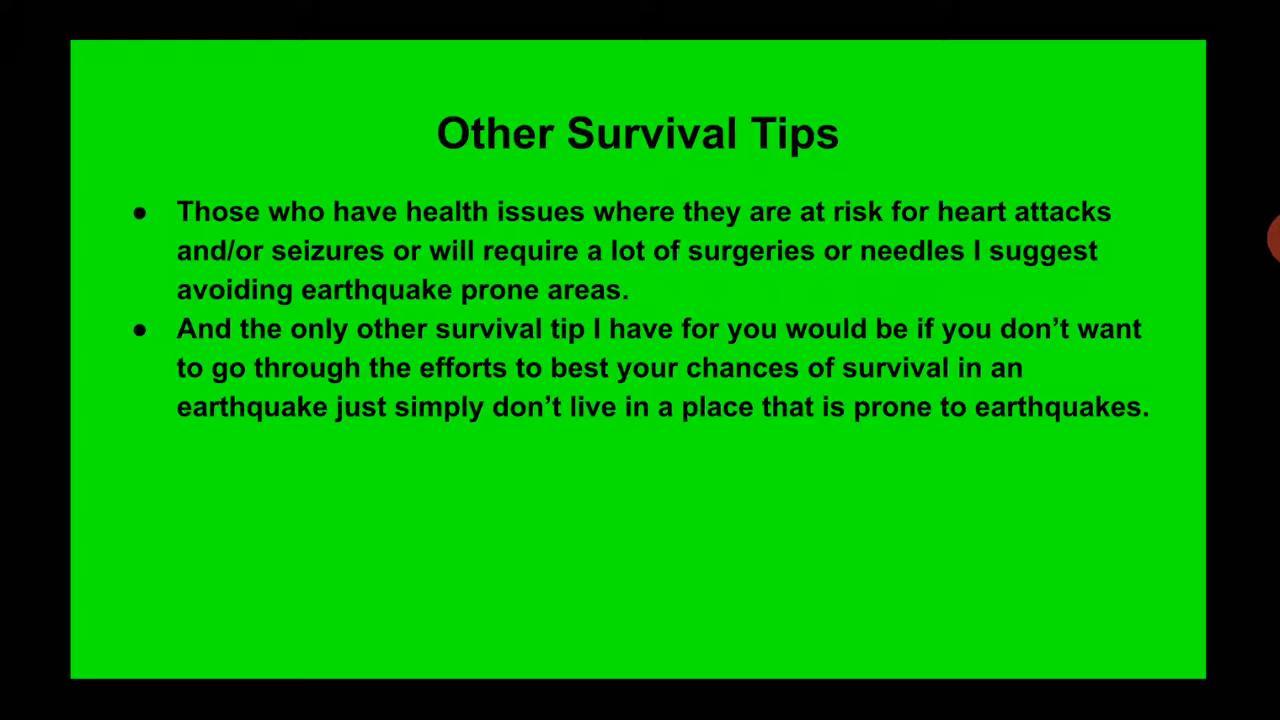 Other Survival Tips
● Those who have health issues where they are at risk for heart attacks
and/or seizures or will require a lot of surgeries or needles I suggest
avoiding earthquake prone areas.
● And the only other survival tip I have for you would be if you don’t want
to go through the efforts to best your chances of survival in an
earthquake just simply don’t live in a place that is prone to earthquakes.